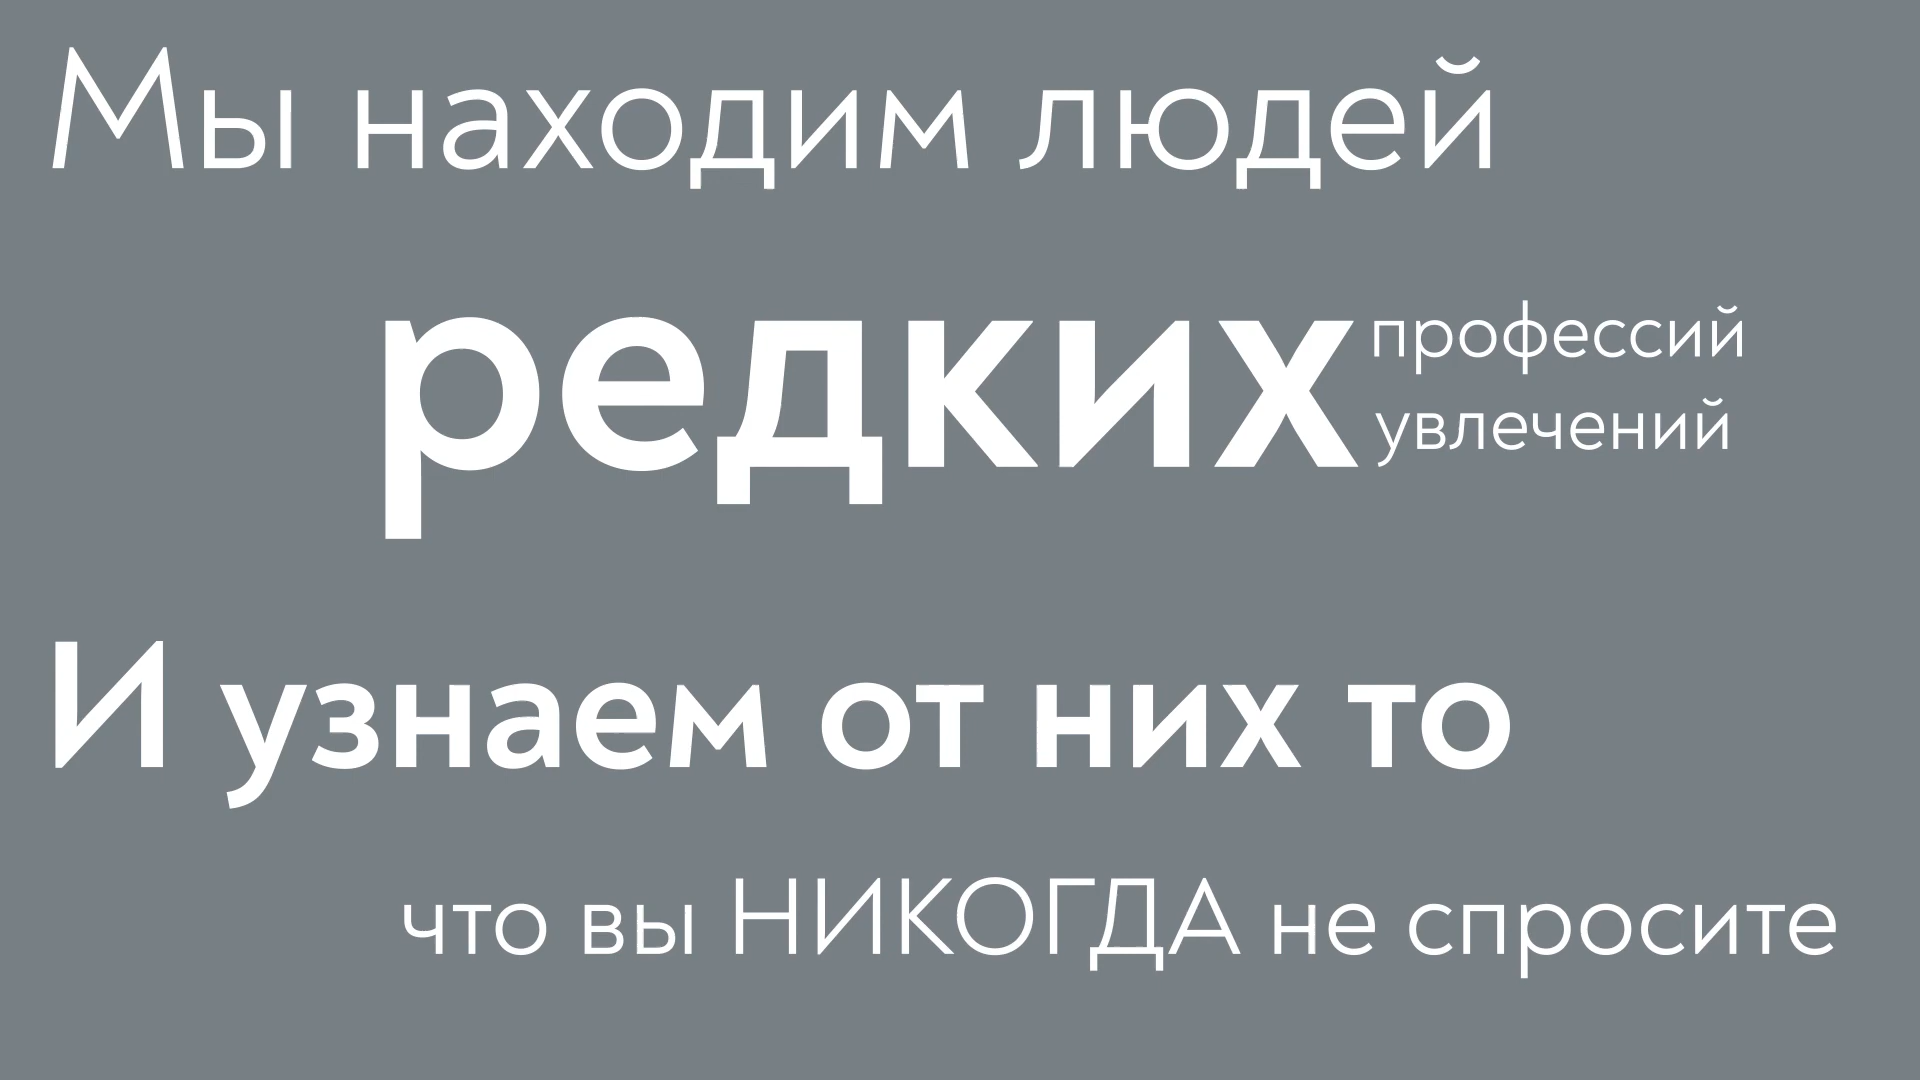 Мы находим людей
редких профессий
увлечений
И узнаем от них то
что вы НИКОГДА не спросите